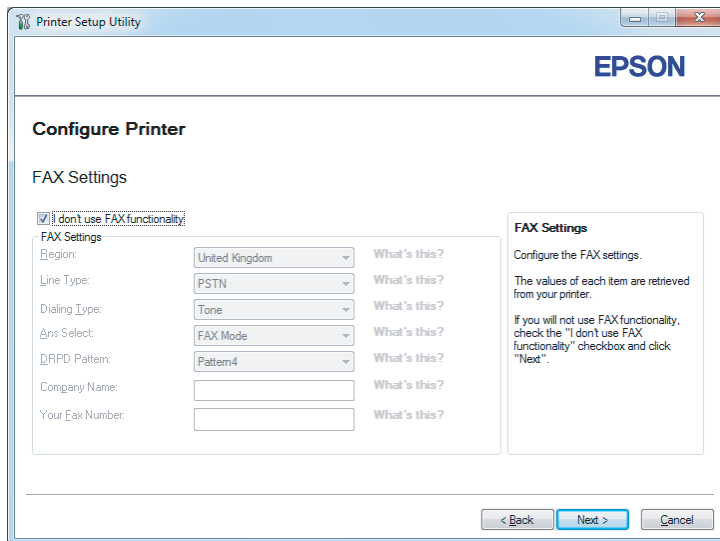 Printer Setup Utility
EPSON
Configure Printer
FAX Settings
I don't use FAX functionality
FAX Settings
Region: United Kingdom What's this?
Line Type: PSTN What's this?
Dialing Type: Tone What's this?
Ans Select: FAX Mode What's this?
DRPD Pattern: Pattern4 What's this?
Company Name: What's this?
Your Fax Number: What's this?
FAX Settings
Configure the FAX settings.
The values of each item are retrieved
from your printer.
If you will not use FAX functionality,
check the "I don't use FAX
functionality" checkbox and click
"Next".
< Back Next > Cancel